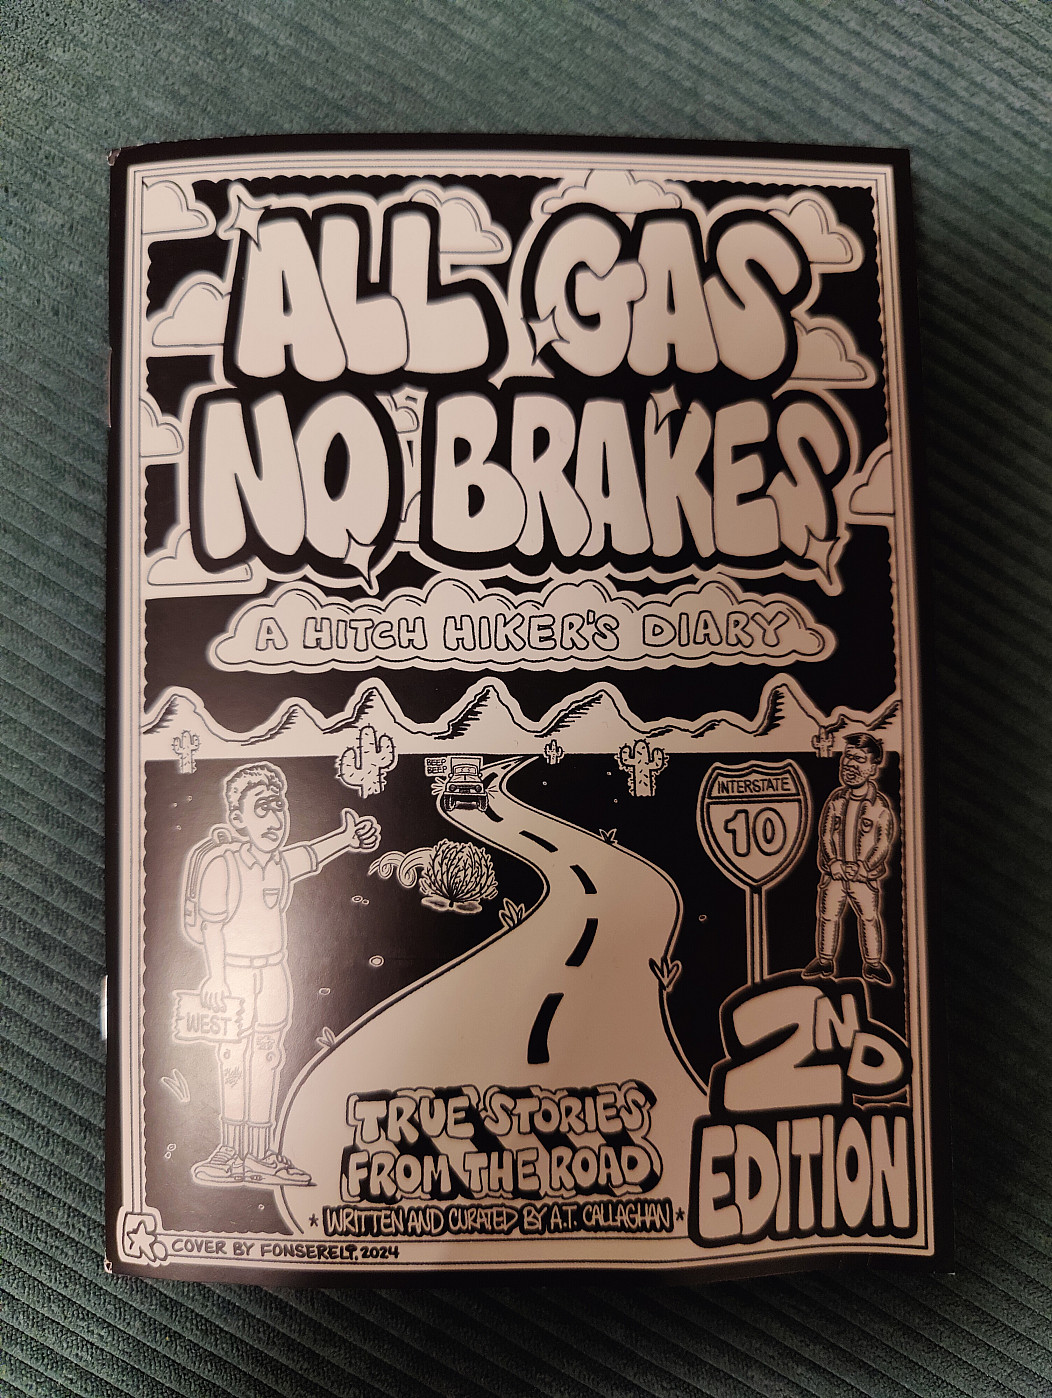 ALL GAS
NO BRAKES
A HITCH HIKER'S DIARY
BEEP
BEEP
INTERSTATE
10
WEST
2ND
EDITION
TRUE STORIES
FROM THE ROAD
* WRITTEN AND CURATED BY A.T. CALLAGHAN *
COVER BY FONSERELI, 2024